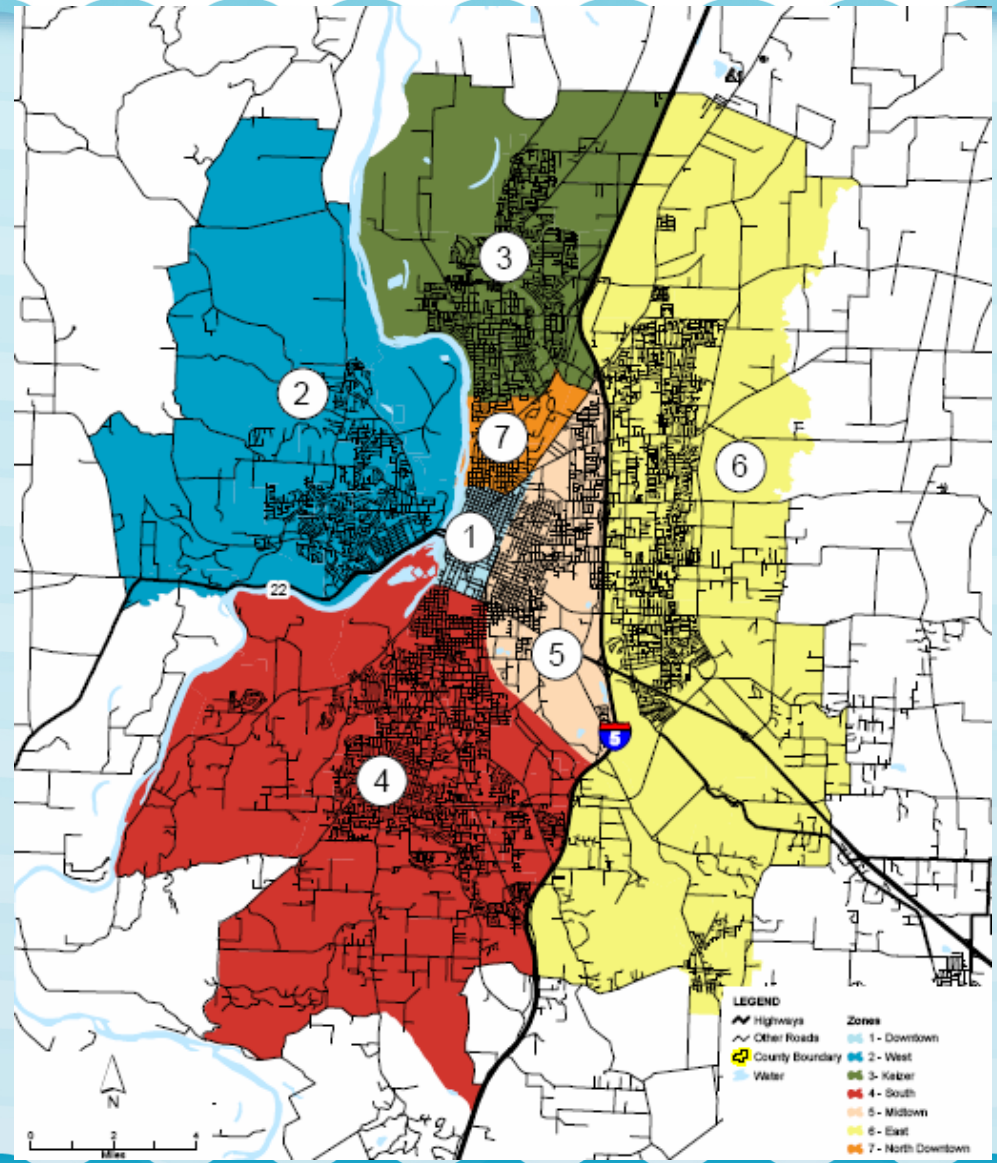 3
2
7
6
1
22
5
5
4
LEGEND
Highways
Other Roads
County Boundary
Water
Zones
1 - Downtown
2 - West
3- Keizer
4 - South
5 - Midtown
6 - East
7 - North Downtown
N
0 2 4
Miles